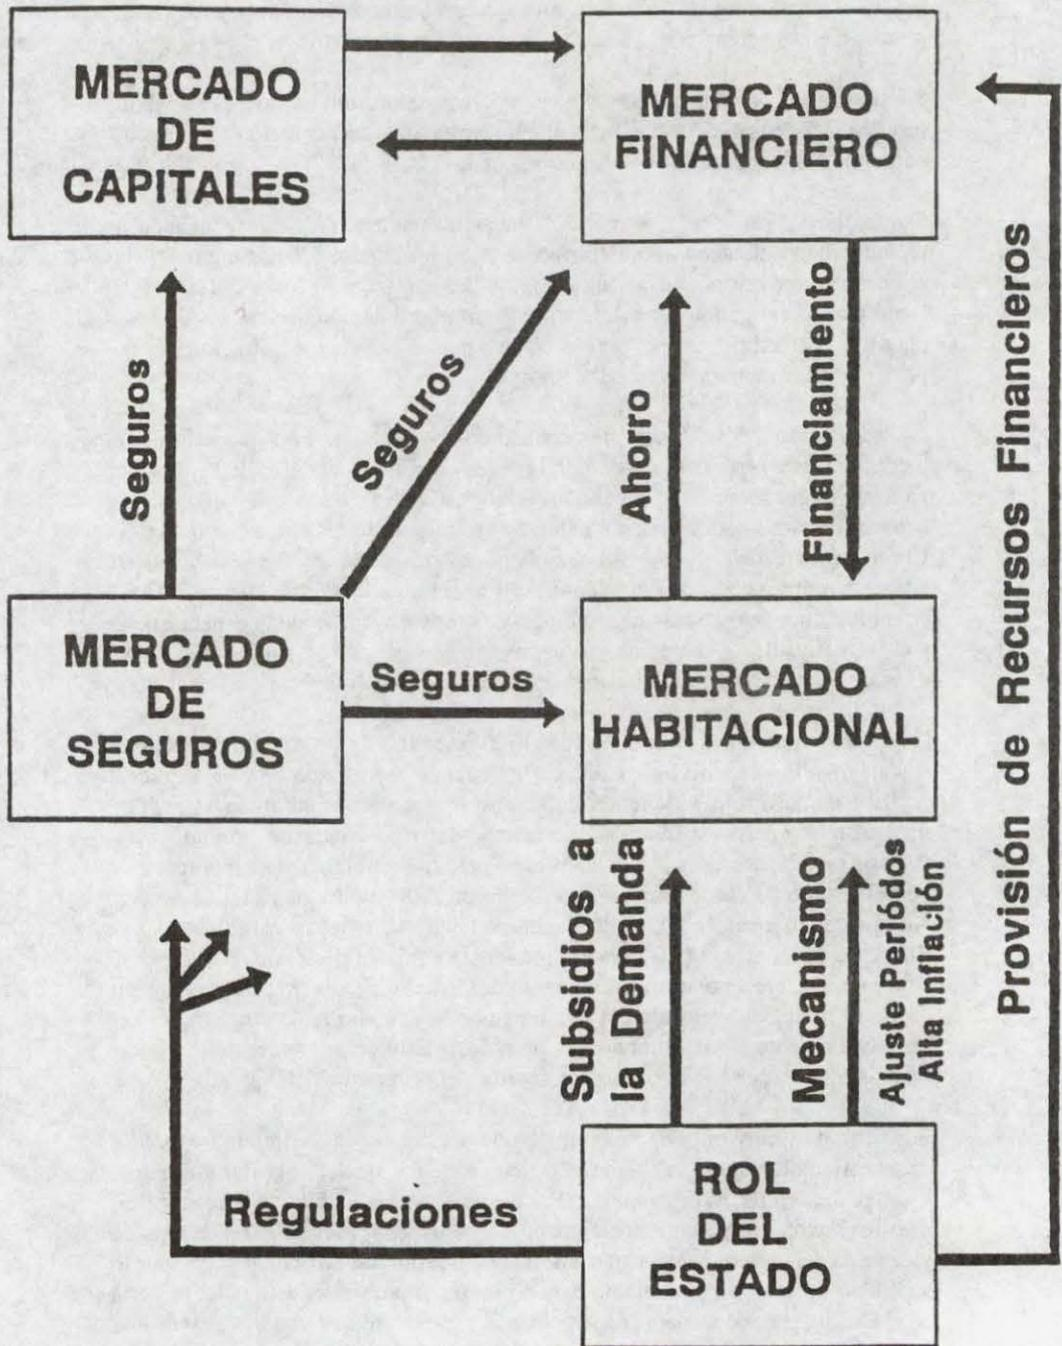 MERCADO
DE
CAPITALES
MERCADO
FINANCIERO
Seguros
Seguros
Ahorro
Financiamiento
Provisión de Recursos Financieros
MERCADO
DE
SEGUROS
Seguros
MERCADO
HABITACIONAL
Subsidios a
la Demanda
Mecanismo
Ajuste Períódos
Alta Inflación
Regulaciones
ROL
DEL
ESTADO